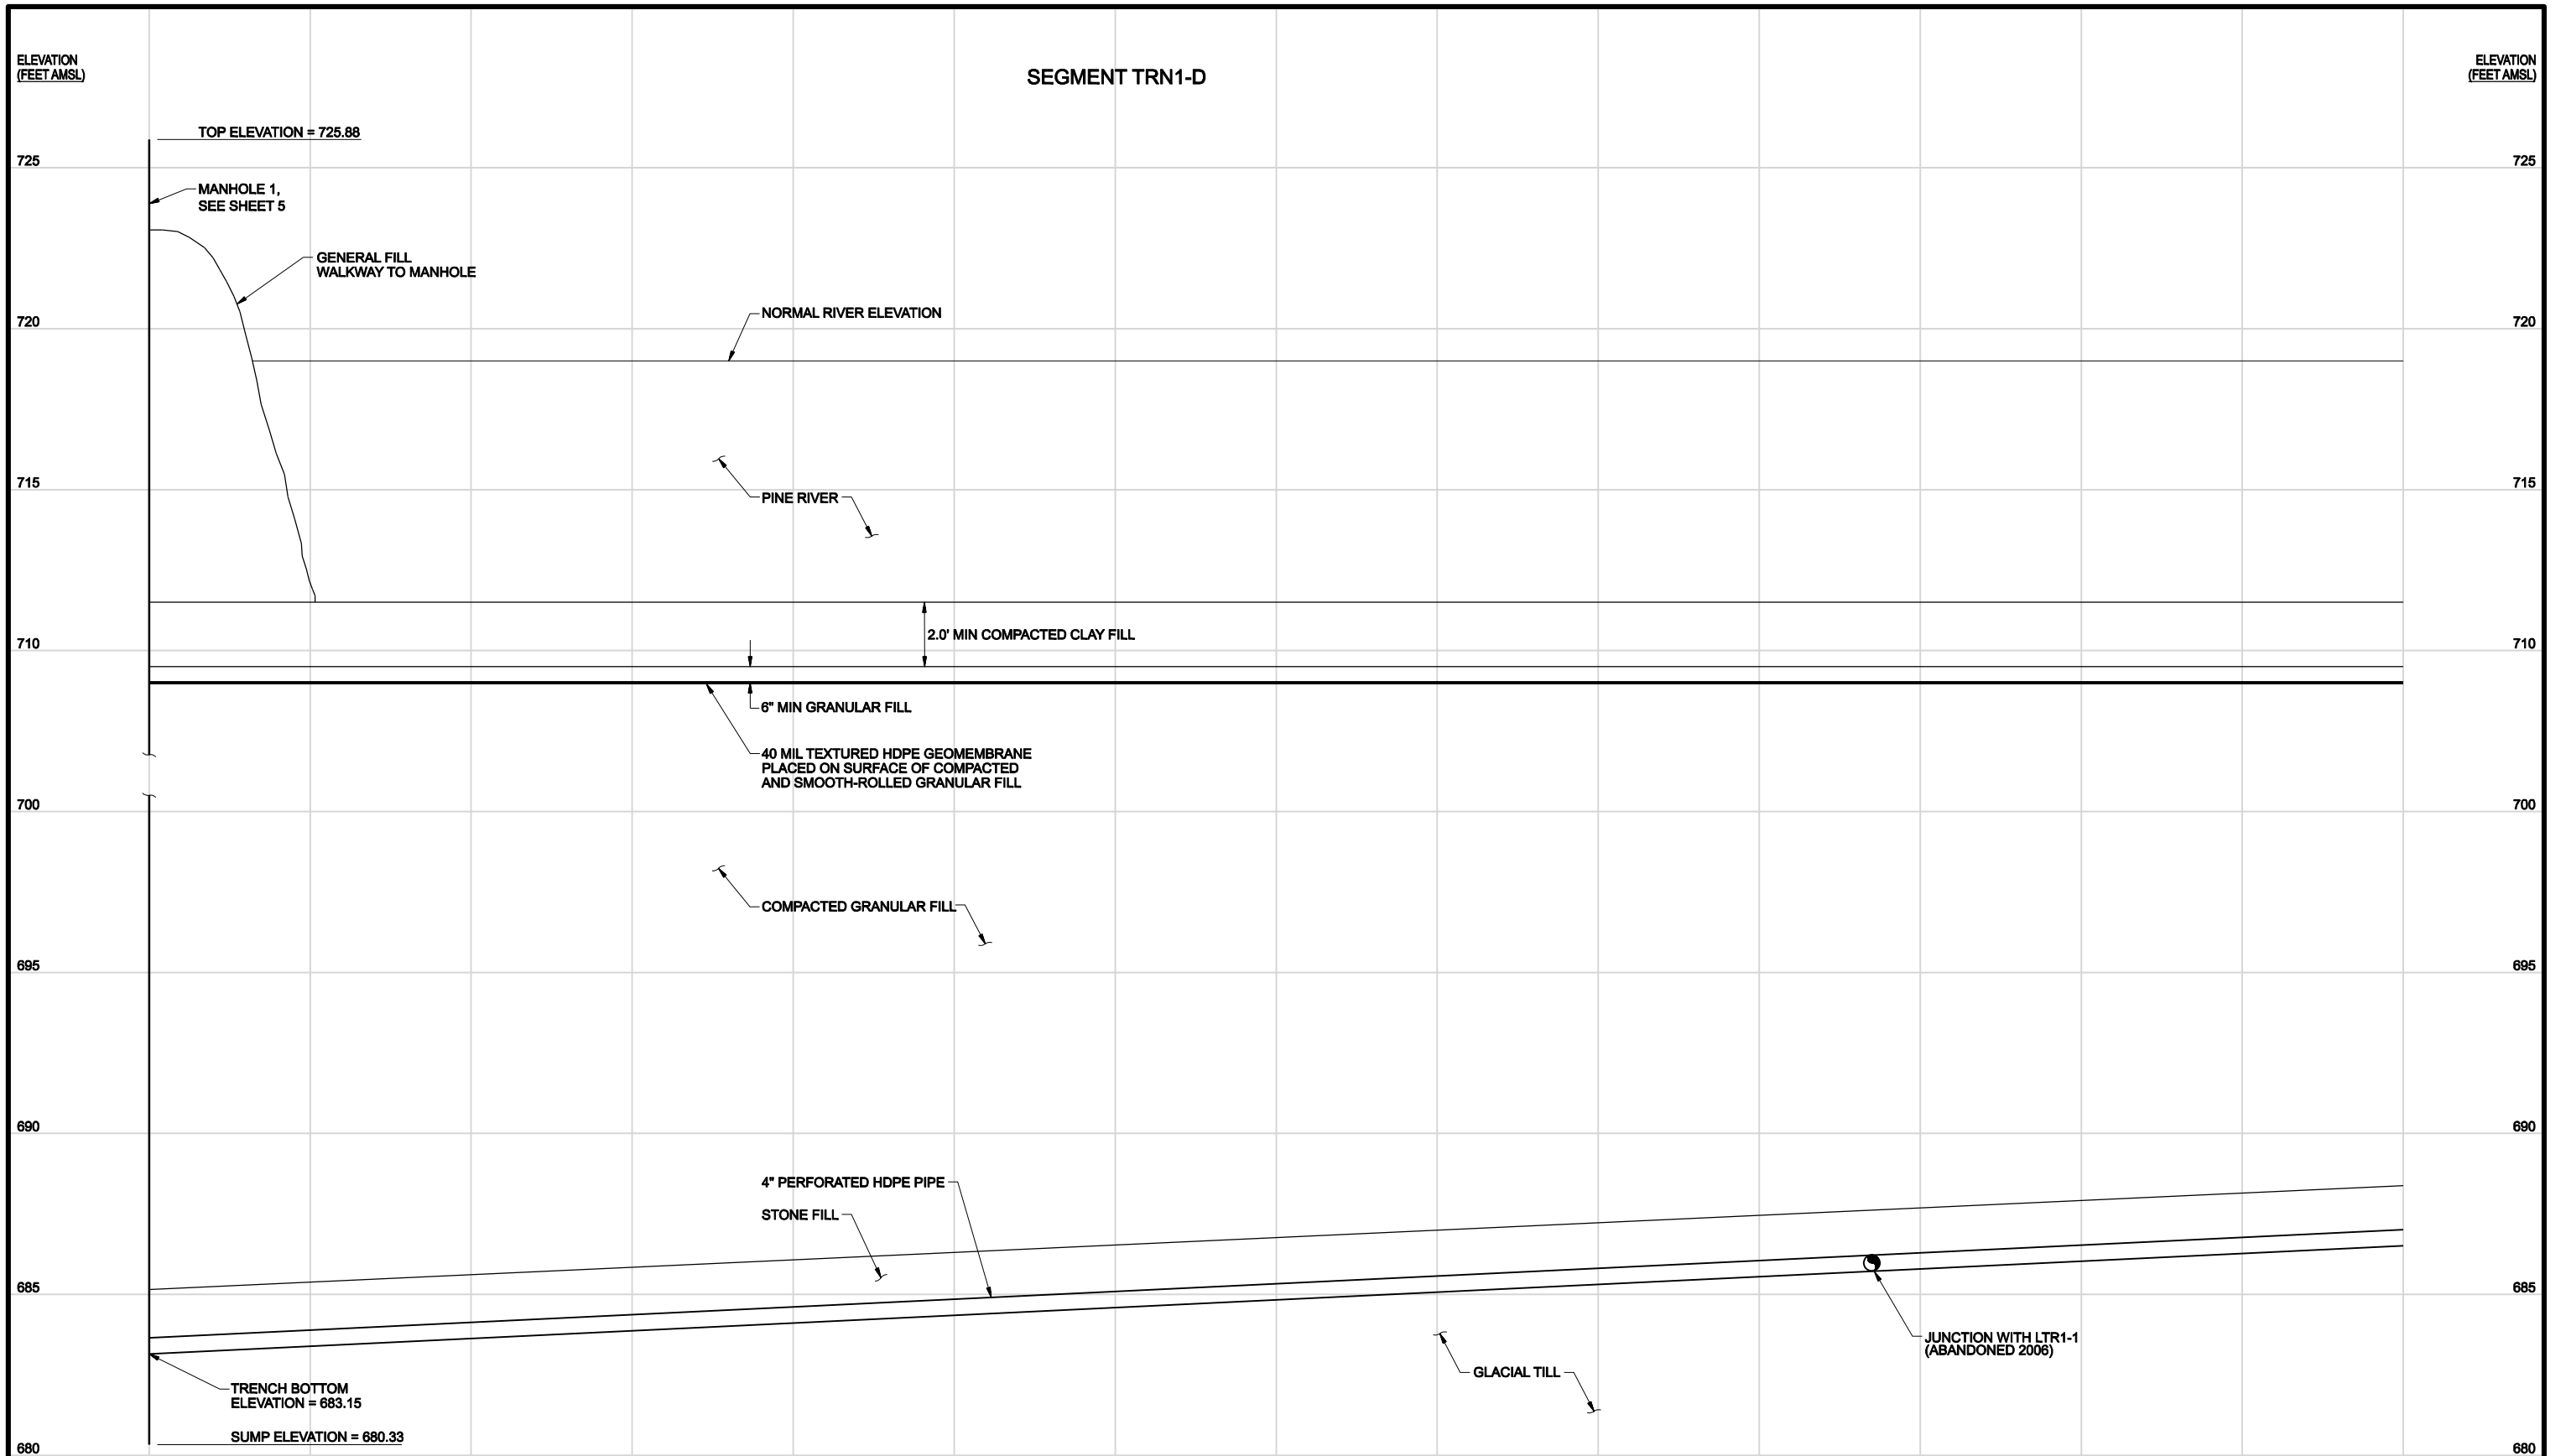 ELEVATION
(FEET AMSL)
SEGMENT TRN1-D
ELEVATION
(FEET AMSL)
TOP ELEVATION = 725.88
725
725
MANHOLE 1,
SEE SHEET 5
GENERAL FILL
WALKWAY TO MANHOLE
NORMAL RIVER ELEVATION
720
720
715
PINE RIVER
715
710
2.0' MIN COMPACTED CLAY FILL
710
6" MIN GRANULAR FILL
40 MIL TEXTURED HDPE GEOMEMBRANE
PLACED ON SURFACE OF COMPACTED
AND SMOOTH-ROLLED GRANULAR FILL
700
700
COMPACTED GRANULAR FILL
695
695
690
690
4" PERFORATED HDPE PIPE
STONE FILL
685
685
JUNCTION WITH LTR1-1
(ABANDONED 2006)
GLACIAL TILL
TRENCH BOTTOM
ELEVATION = 683.15
SUMP ELEVATION = 680.33
680
680